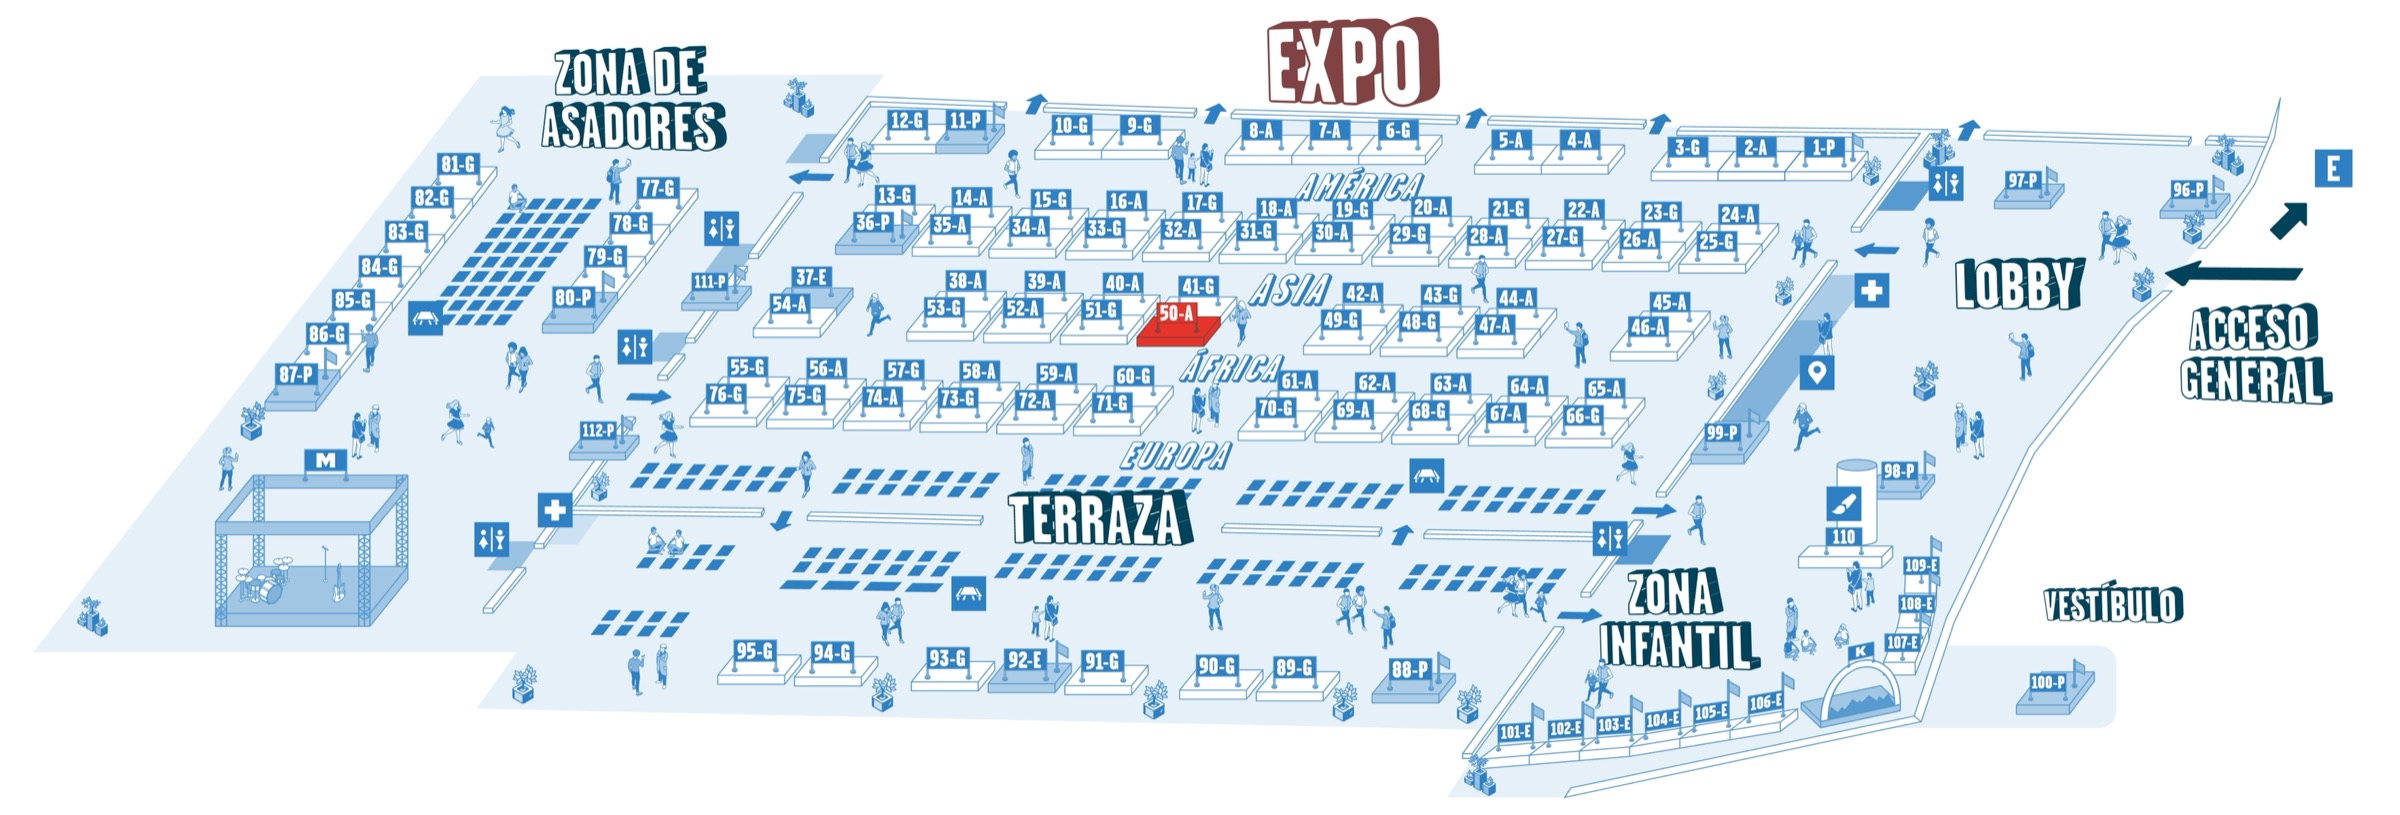 EXPO
ZONA DE
ASADORES
12-G 11-P 10-G 9-G 8-A 7-A 6-G 5-A 4-A 3-G 2-A 1-P
E
AMÉRICA
81-G 77-G 97-P 96-P
82-G 13-G 14-A 15-G 16-A 17-G 18-A 19-G 20-A 21-G 22-A 23-G 24-A
83-G 78-G 36-P 35-A 34-A 33-G 32-A 31-G 30-A 29-G 28-A 27-G 26-A 25-G
84-G 79-G
LOBBY
ASIA
85-G 80-P 111-P 37-E 38-A 39-A 40-A 41-G 42-A 43-G 44-A 45-A
86-G 54-A 53-G 52-A 51-G 50-A 49-G 48-G 47-A 46-A
ACCESO
GENERAL
ÁFRICA
87-P 55-G 56-A 57-G 58-A 59-A 60-G 61-A 62-A 63-A 64-A 65-A
76-G 75-G 74-A 73-G 72-A 71-G 70-G 69-A 68-G 67-A 66-G
112-P 99-P
EUROPA
M
98-P
TERRAZA
110
109-E
ZONA
INFANTIL
108-E
VESTÍBULO
107-E
K
95-G 94-G 93-G 92-E 91-G 90-G 89-G 88-P
100-P
101-E 102-E 103-E 104-E 105-E 106-E